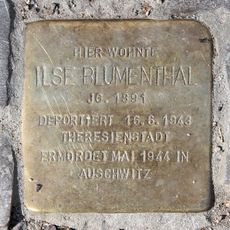 HIER WOHNTE
ILSE BLUMENTHAL
JG. 1891
DEPORTIERT 16.6.1943
THERESIENSTADT
ERMORDET MAI 1944 IN
AUSCHWITZ